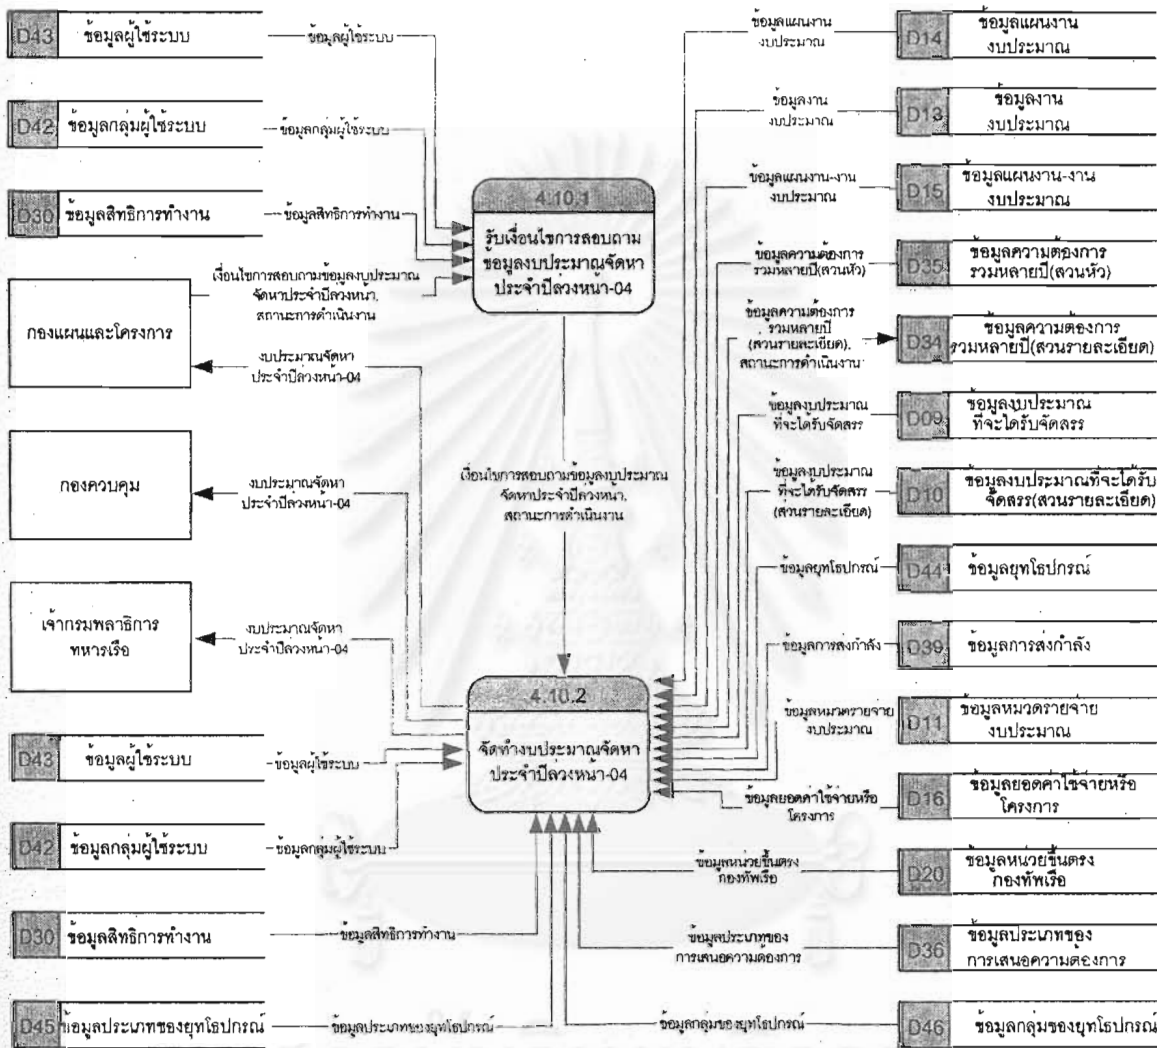 D43 ข้อมูลผู้ใช้ระบบ
ข้อมูลผู้ใช้ระบบ
D42 ข้อมูลกลุ่มผู้ใช้ระบบ
ข้อมูลกลุ่มผู้ใช้ระบบ
D30 ข้อมูลสิทธิการทำงาน
ข้อมูลสิทธิการทำงาน
กองแผนและโครงการ
เงื่อนไขการสอบถามข้อมูลงบประมาณ
จัดหาประจำปีล่วงหน้า,
สถานะการดำเนินงาน
งบประมาณจัดหา
ประจำปีล่วงหน้า-04
กองควบคุม
งบประมาณจัดหา
ประจำปีล่วงหน้า-04
เจ้ากรมพลาธิการ
ทหารเรือ
งบประมาณจัดหา
ประจำปีล่วงหน้า-04
D43 ข้อมูลผู้ใช้ระบบ
ข้อมูลผู้ใช้ระบบ
D42 ข้อมูลกลุ่มผู้ใช้ระบบ
ข้อมูลกลุ่มผู้ใช้ระบบ
D30 ข้อมูลสิทธิการทำงาน
ข้อมูลสิทธิการทำงาน
D45 ข้อมูลประเภทของยุทโธปกรณ์
ข้อมูลประเภทของยุทโธปกรณ์
4.10.1
รับเงื่อนไขการสอบถาม
ข้อมูลงบประมาณจัดหา
ประจำปีล่วงหน้า-04
เงื่อนไขการสอบถามข้อมูลงบประมาณ
จัดหาประจำปีล่วงหน้า,
สถานะการดำเนินงาน
4.10.2
จัดทำงบประมาณจัดหา
ประจำปีล่วงหน้า-04
ข้อมูลแผนงาน
งบประมาณ
D14 ข้อมูลแผนงาน
งบประมาณ
ข้อมูลงาน
งบประมาณ
D13 ข้อมูลงาน
งบประมาณ
ข้อมูลแผนงาน-งาน
งบประมาณ
D15 ข้อมูลแผนงาน-งาน
งบประมาณ
ข้อมูลความต้องการ
รวมหลายปี(ส่วนหัว)
D35 ข้อมูลความต้องการ
รวมหลายปี(ส่วนหัว)
ข้อมูลความต้องการ
รวมหลายปี
(ส่วนรายละเอียด),
สถานะการดำเนินงาน
D34 ข้อมูลความต้องการ
รวมหลายปี(ส่วนรายละเอียด)
ข้อมูลงบประมาณ
ที่จะได้รับจัดสรร
D09 ข้อมูลงบประมาณ
ที่จะได้รับจัดสรร
ข้อมูลงบประมาณ
ที่จะได้รับจัดสรร
(ส่วนรายละเอียด)
D10 ข้อมูลงบประมาณที่จะได้รับ
จัดสรร(ส่วนรายละเอียด)
ข้อมูลยุทโธปกรณ์
D44 ข้อมูลยุทโธปกรณ์
ข้อมูลการส่งกำลัง
D39 ข้อมูลการส่งกำลัง
ข้อมูลหมวดรายจ่าย
งบประมาณ
D11 ข้อมูลหมวดรายจ่าย
งบประมาณ
ข้อมูลยอดค่าใช้จ่ายหรือ
โครงการ
D16 ข้อมูลยอดค่าใช้จ่ายหรือ
โครงการ
ข้อมูลหน่วยขึ้นตรง
กองทัพเรือ
D20 ข้อมูลหน่วยขึ้นตรง
กองทัพเรือ
ข้อมูลประเภทของ
การเสนอความต้องการ
D36 ข้อมูลประเภทของ
การเสนอความต้องการ
ข้อมูลกลุ่มของยุทโธปกรณ์
D46 ข้อมูลกลุ่มของยุทโธปกรณ์